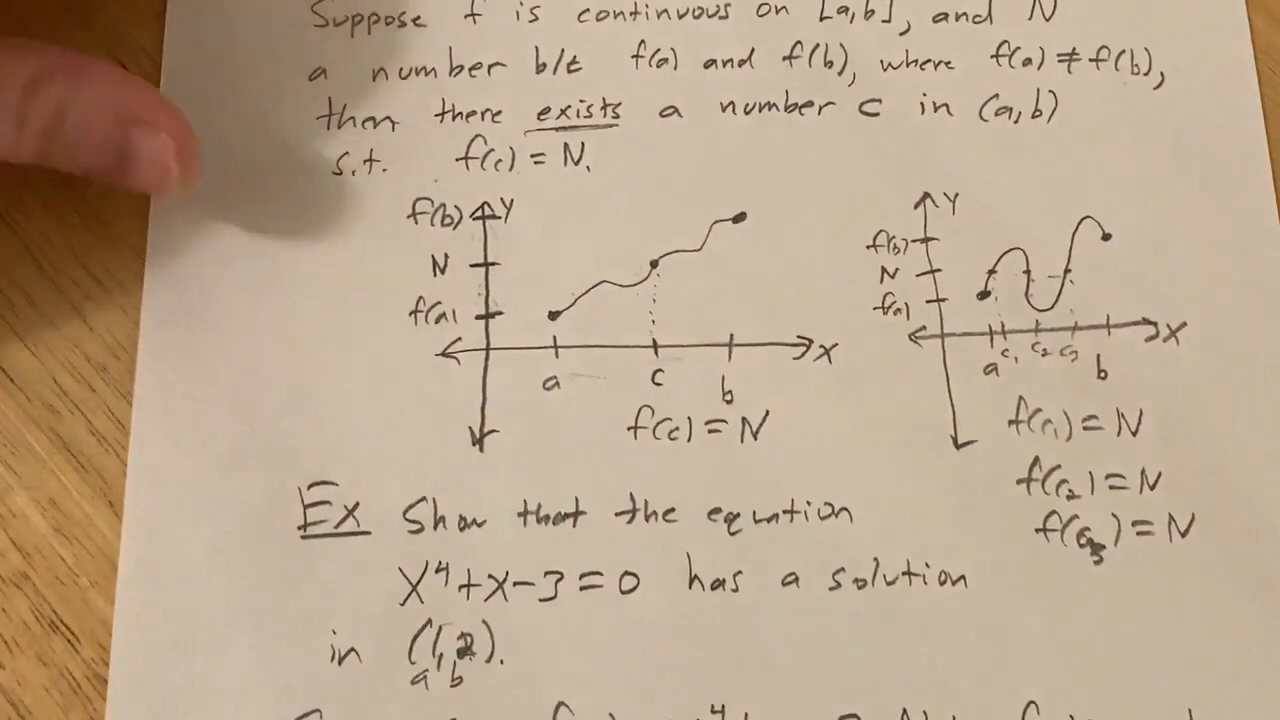 Suppose f is continuous on [a,b], and N
a number b/t f(a) and f(b), where f(a) ≠ f(b),
then there exists a number c in (a,b)
s.t. f(c) = N.
f(b) Y
N
f(a)
X
a c b
f(c) = N
Y
f(b)
N
f(a)
X
a c₁ c₂ c₃ b
f(c₁) = N
f(c₂) = N
f(c₃) = N
Ex Show that the equation
x⁴+x-3=0 has a solution
in (1,2).
a b